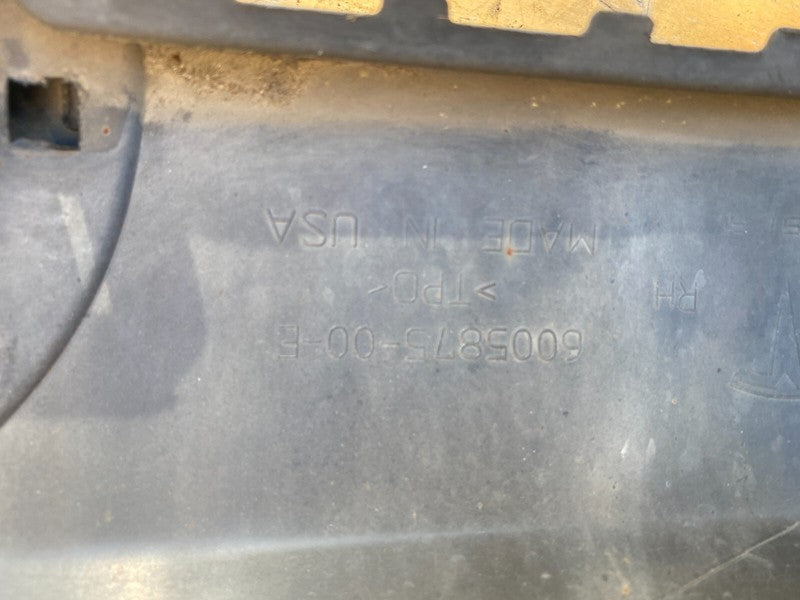 6005875-00-E
RH
>TPO<
MADE IN USA